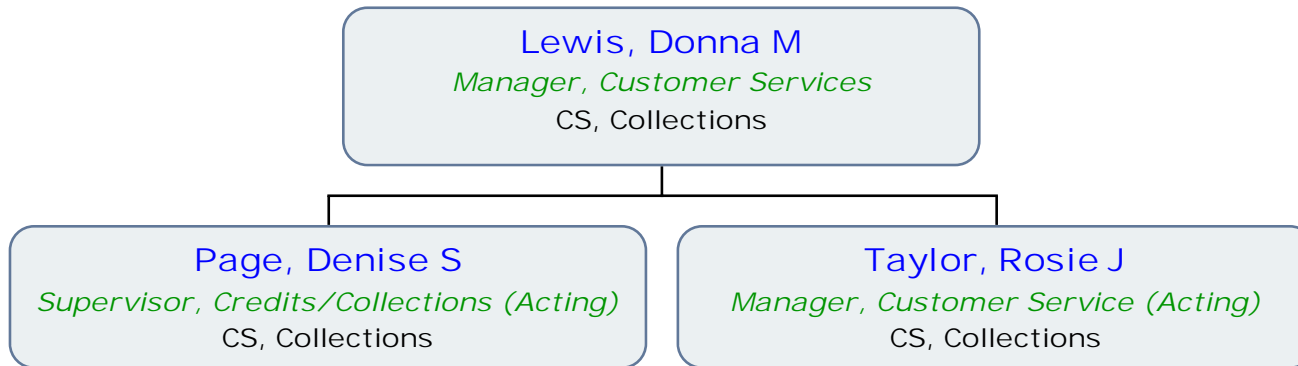 Lewis, Donna M
Manager, Customer Services
CS, Collections
Page, Denise S
Supervisor, Credits/Collections (Acting)
CS, Collections
Taylor, Rosie J
Manager, Customer Service (Acting)
CS, Collections